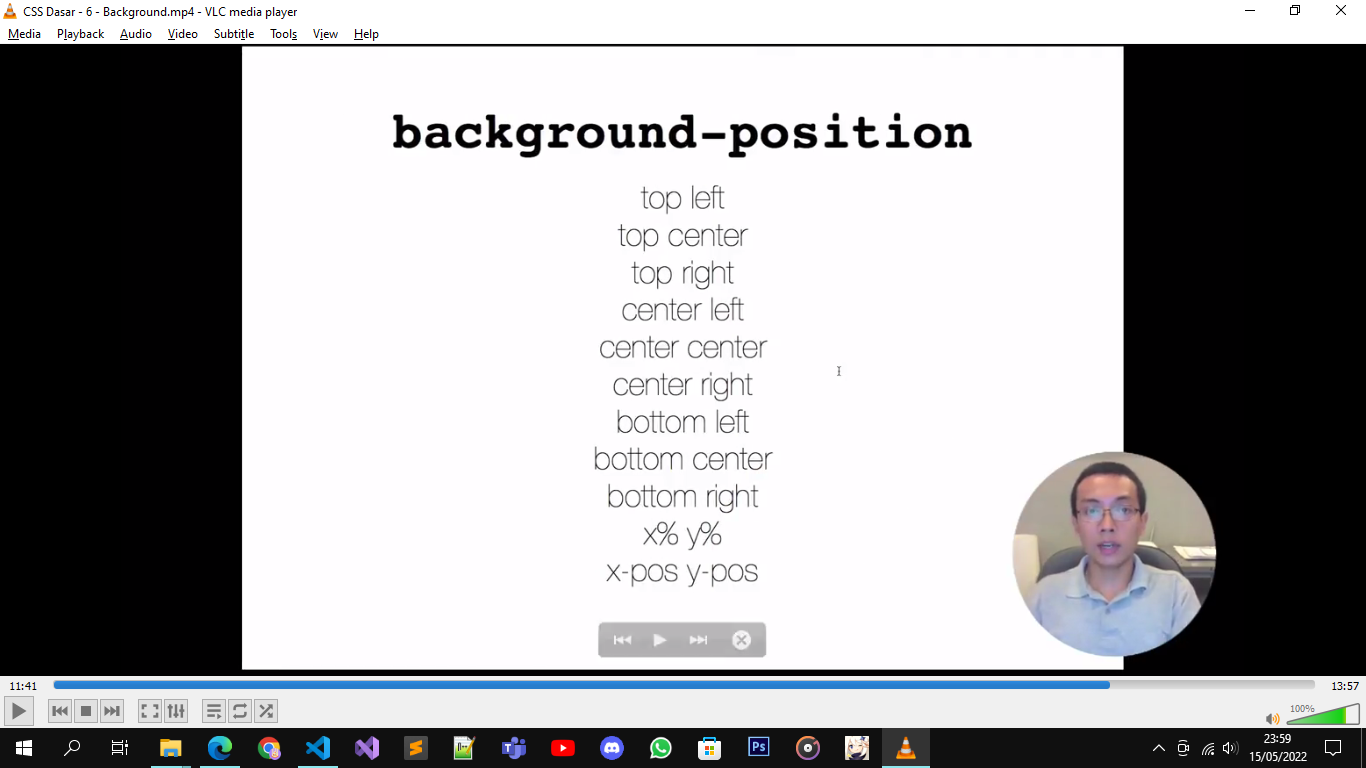 CSS Dasar - 6 - Background.mp4 - VLC media player
Media Playback Audio Video Subtitle Tools View Help
background-position
top left
top center
top right
center left
center center
center right
bottom left
bottom center
bottom right
x% y%
x-pos y-pos
11:41
13:57
100%
Ps
23:59
15/05/2022